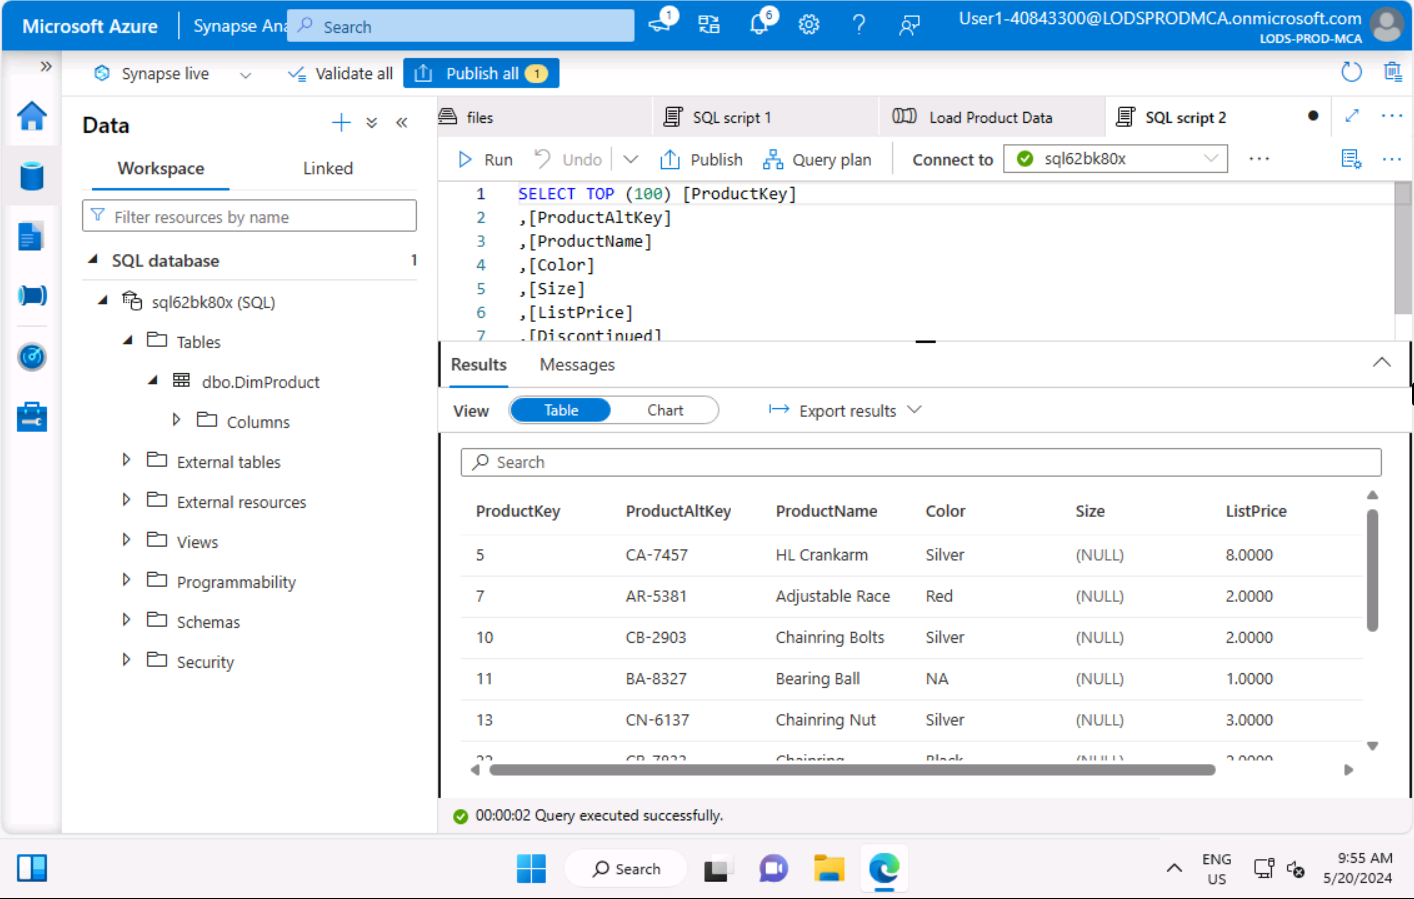 Microsoft Azure
Synapse Ana
Search
1
6
User1-40843300@LODSPRODMCA.onmicrosoft.com
LODS-PROD-MCA
Synapse live
Validate all
Publish all 1
Data
Workspace
Linked
Filter resources by name
SQL database 1
sql62bk80x (SQL)
Tables
dbo.DimProduct
Columns
External tables
External resources
Views
Programmability
Schemas
Security
files
SQL script 1
Load Product Data
SQL script 2
Run
Undo
Publish
Query plan
Connect to
sql62bk80x
1 SELECT TOP (100) [ProductKey]
2 ,[ProductAltKey]
3 ,[ProductName]
4 ,[Color]
5 ,[Size]
6 ,[ListPrice]
7 ,[Discontinued]
Results
Messages
View
Table
Chart
Export results
Search
ProductKey ProductAltKey ProductName Color Size ListPrice
5 CA-7457 HL Crankarm Silver (NULL) 8.0000
7 AR-5381 Adjustable Race Red (NULL) 2.0000
10 CB-2903 Chainring Bolts Silver (NULL) 2.0000
11 BA-8327 Bearing Ball NA (NULL) 1.0000
13 CN-6137 Chainring Nut Silver (NULL) 3.0000
Chainring Black (NULL)
00:00:02 Query executed successfully.
Search
ENG
US
9:55 AM
5/20/2024